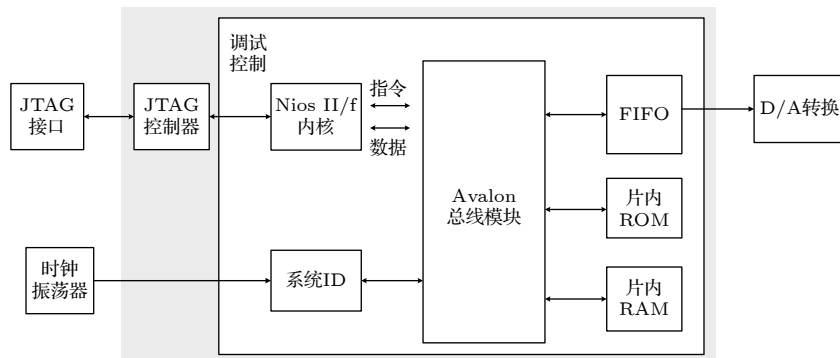 调试
控制
JTAG
接口
JTAG
控制器
Nios II/f
内核
指令
数据
Avalon
总线模块
FIFO
D/A转换
片内
ROM
时钟
振荡器
系统ID
片内
RAM